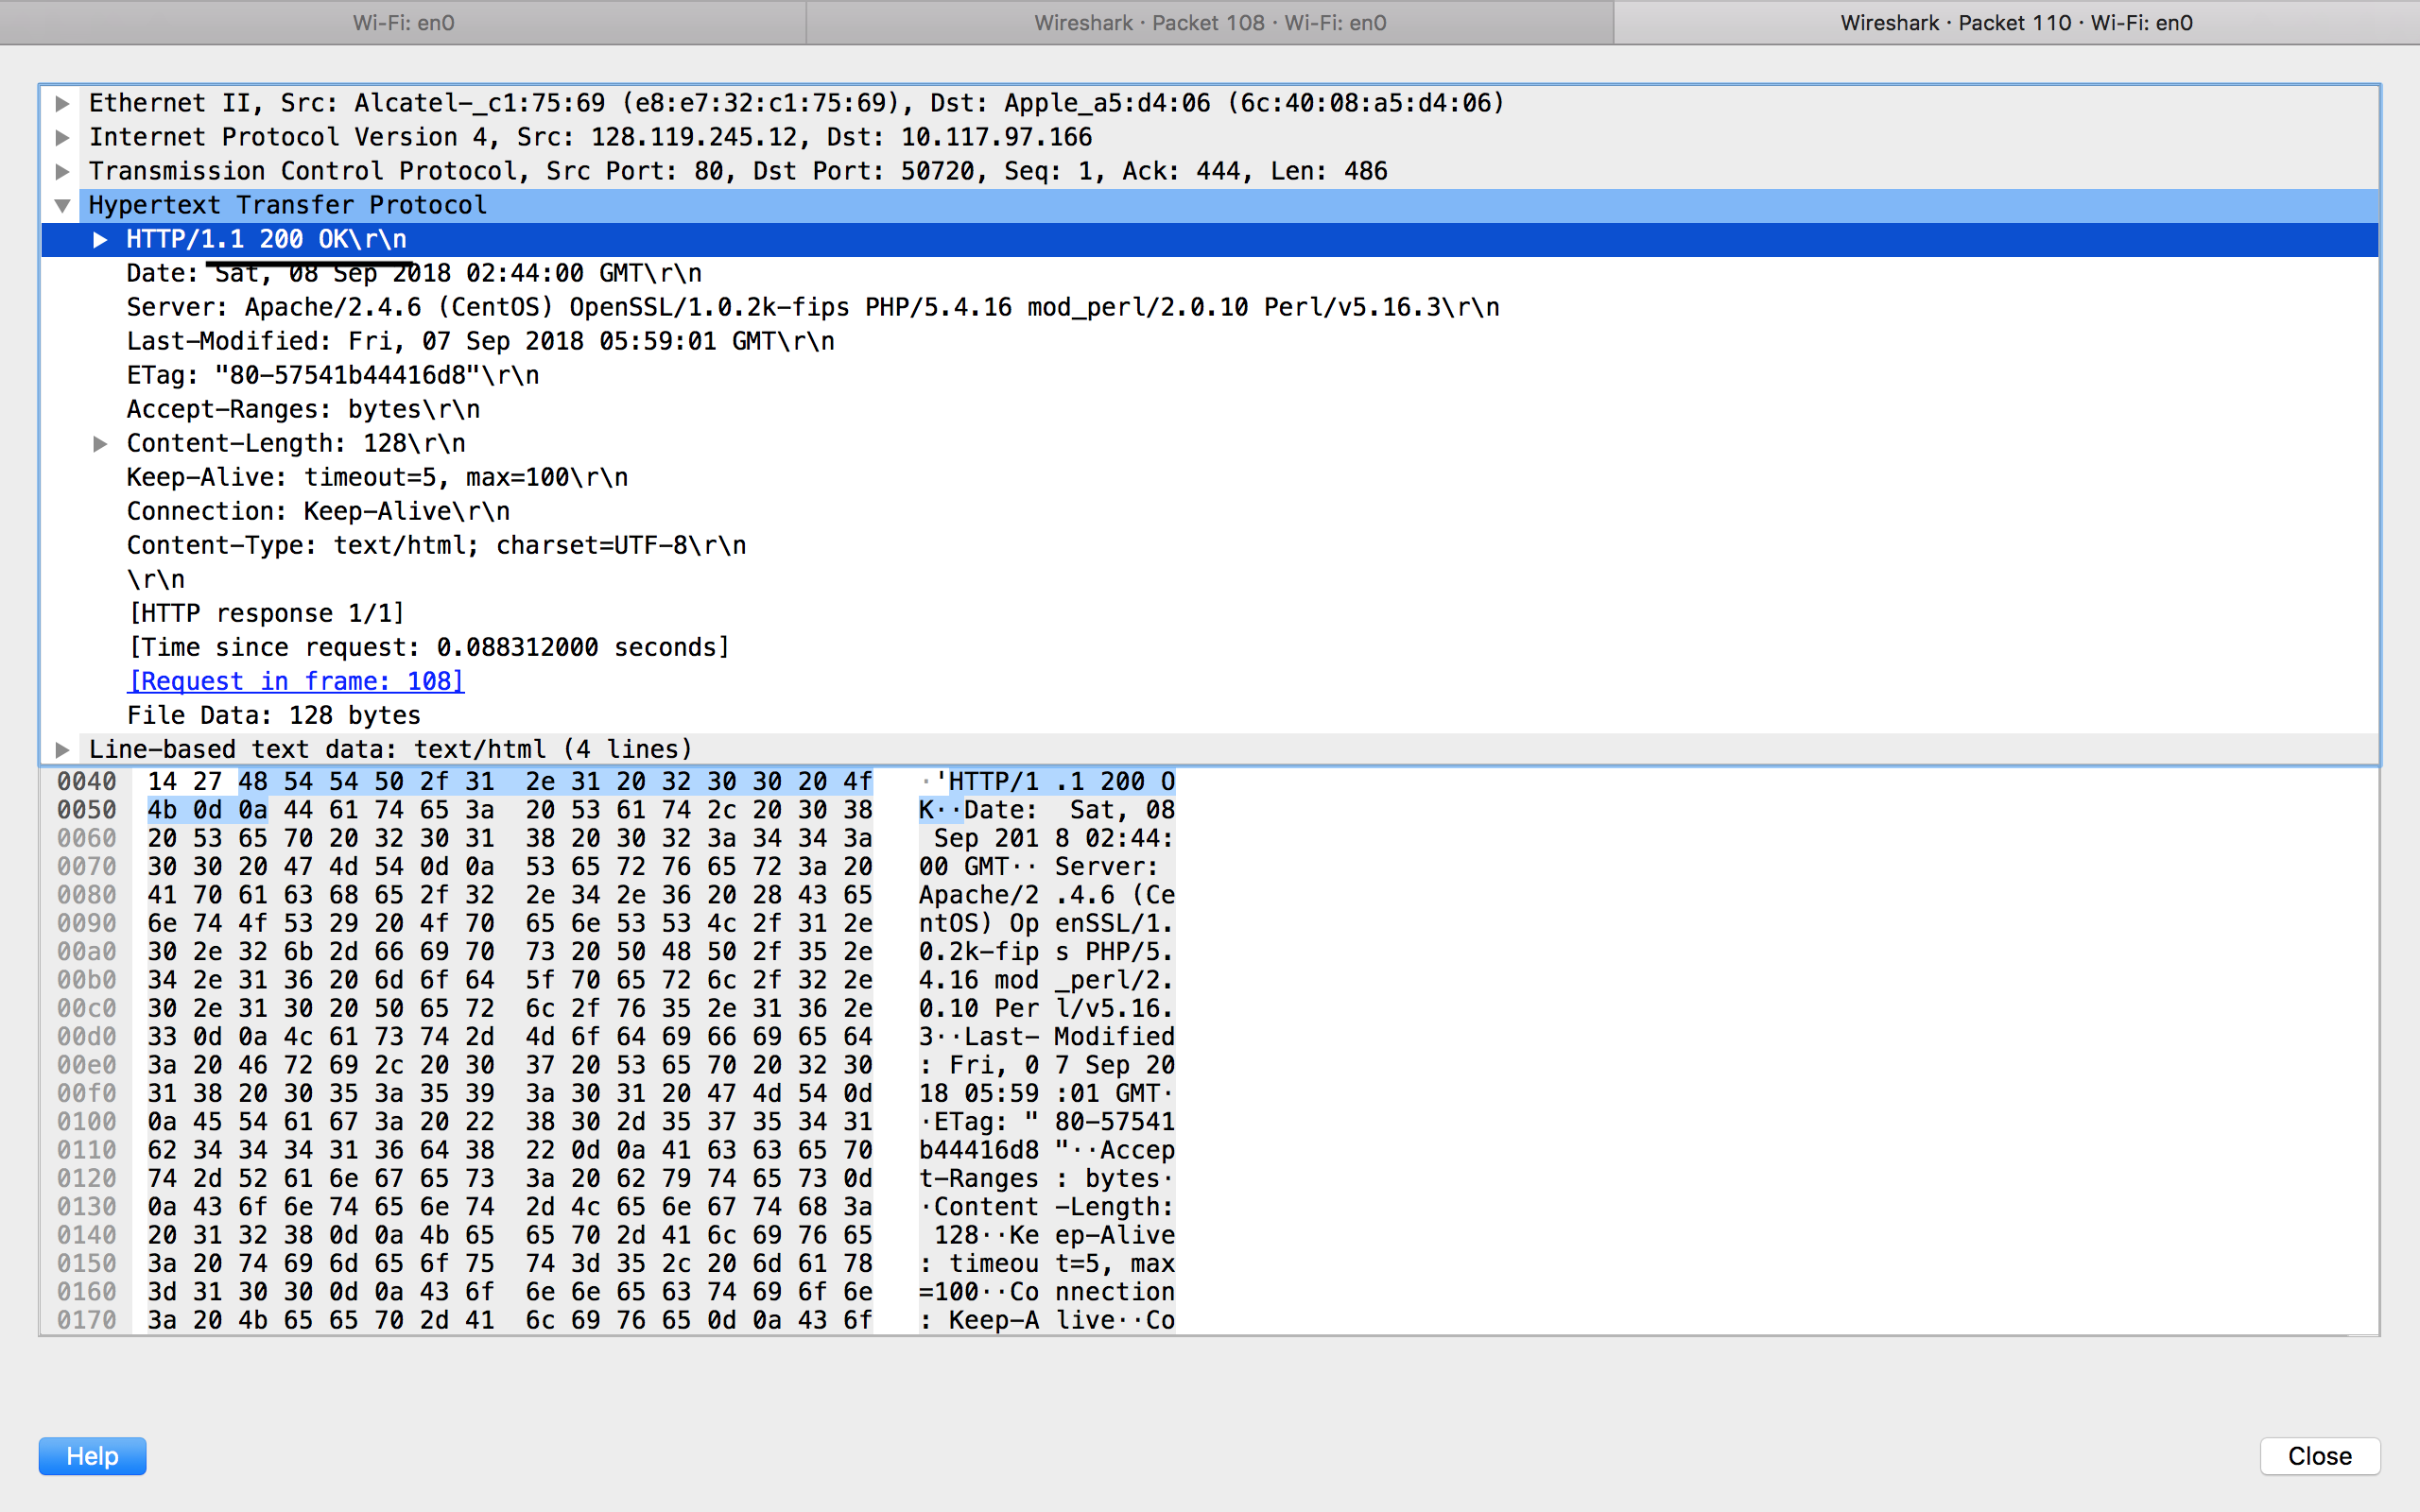 Wi-Fi: en0
Wireshark · Packet 108 · Wi-Fi: en0
Wireshark · Packet 110 · Wi-Fi: en0
Ethernet II, Src: Alcatel-_c1:75:69 (e8:e7:32:c1:75:69), Dst: Apple_a5:d4:06 (6c:40:08:a5:d4:06)
Internet Protocol Version 4, Src: 128.119.245.12, Dst: 10.117.97.166
Transmission Control Protocol, Src Port: 80, Dst Port: 50720, Seq: 1, Ack: 444, Len: 486
Hypertext Transfer Protocol
HTTP/1.1 200 OK\r\n
Date: Sat, 08 Sep 2018 02:44:00 GMT\r\n
Server: Apache/2.4.6 (CentOS) OpenSSL/1.0.2k-fips PHP/5.4.16 mod_perl/2.0.10 Perl/v5.16.3\r\n
Last-Modified: Fri, 07 Sep 2018 05:59:01 GMT\r\n
ETag: "80-57541b44416d8"\r\n
Accept-Ranges: bytes\r\n
Content-Length: 128\r\n
Keep-Alive: timeout=5, max=100\r\n
Connection: Keep-Alive\r\n
Content-Type: text/html; charset=UTF-8\r\n
\r\n
[HTTP response 1/1]
[Time since request: 0.088312000 seconds]
[Request in frame: 108]
File Data: 128 bytes
Line-based text data: text/html (4 lines)
0040 14 27 48 54 54 50 2f 31 2e 31 20 32 30 30 20 4f ·'HTTP/1 .1 200 O
0050 4b 0d 0a 44 61 74 65 3a 20 53 61 74 2c 20 30 38 K··Date: Sat, 08
0060 20 53 65 70 20 32 30 31 38 20 30 32 3a 34 34 3a Sep 201 8 02:44:
0070 30 30 20 47 4d 54 0d 0a 53 65 72 76 65 72 3a 20 00 GMT·· Server:
0080 41 70 61 63 68 65 2f 32 2e 34 2e 36 20 28 43 65 Apache/2 .4.6 (Ce
0090 6e 74 4f 53 29 20 4f 70 65 6e 53 53 4c 2f 31 2e ntOS) Op enSSL/1.
00a0 30 2e 32 6b 2d 66 69 70 73 20 50 48 50 2f 35 2e 0.2k-fip s PHP/5.
00b0 34 2e 31 36 20 6d 6f 64 5f 70 65 72 6c 2f 32 2e 4.16 mod _perl/2.
00c0 30 2e 31 30 20 50 65 72 6c 2f 76 35 2e 31 36 2e 0.10 Per l/v5.16.
00d0 33 0d 0a 4c 61 73 74 2d 4d 6f 64 69 66 69 65 64 3··Last- Modified
00e0 3a 20 46 72 69 2c 20 30 37 20 53 65 70 20 32 30 : Fri, 0 7 Sep 20
00f0 31 38 20 30 35 3a 35 39 3a 30 31 20 47 4d 54 0d 18 05:59 :01 GMT·
0100 0a 45 54 61 67 3a 20 22 38 30 2d 35 37 35 34 31 ·ETag: " 80-57541
0110 62 34 34 34 31 36 64 38 22 0d 0a 41 63 63 65 70 b44416d8 "··Accep
0120 74 2d 52 61 6e 67 65 73 3a 20 62 79 74 65 73 0d t-Ranges : bytes·
0130 0a 43 6f 6e 74 65 6e 74 2d 4c 65 6e 67 74 68 3a ·Content -Length:
0140 20 31 32 38 0d 0a 4b 65 65 70 2d 41 6c 69 76 65 128··Ke ep-Alive
0150 3a 20 74 69 6d 65 6f 75 74 3d 35 2c 20 6d 61 78 : timeou t=5, max
0160 3d 31 30 30 0d 0a 43 6f 6e 6e 65 63 74 69 6f 6e =100··Co nnection
0170 3a 20 4b 65 65 70 2d 41 6c 69 76 65 0d 0a 43 6f : Keep-A live··Co
Help
Close